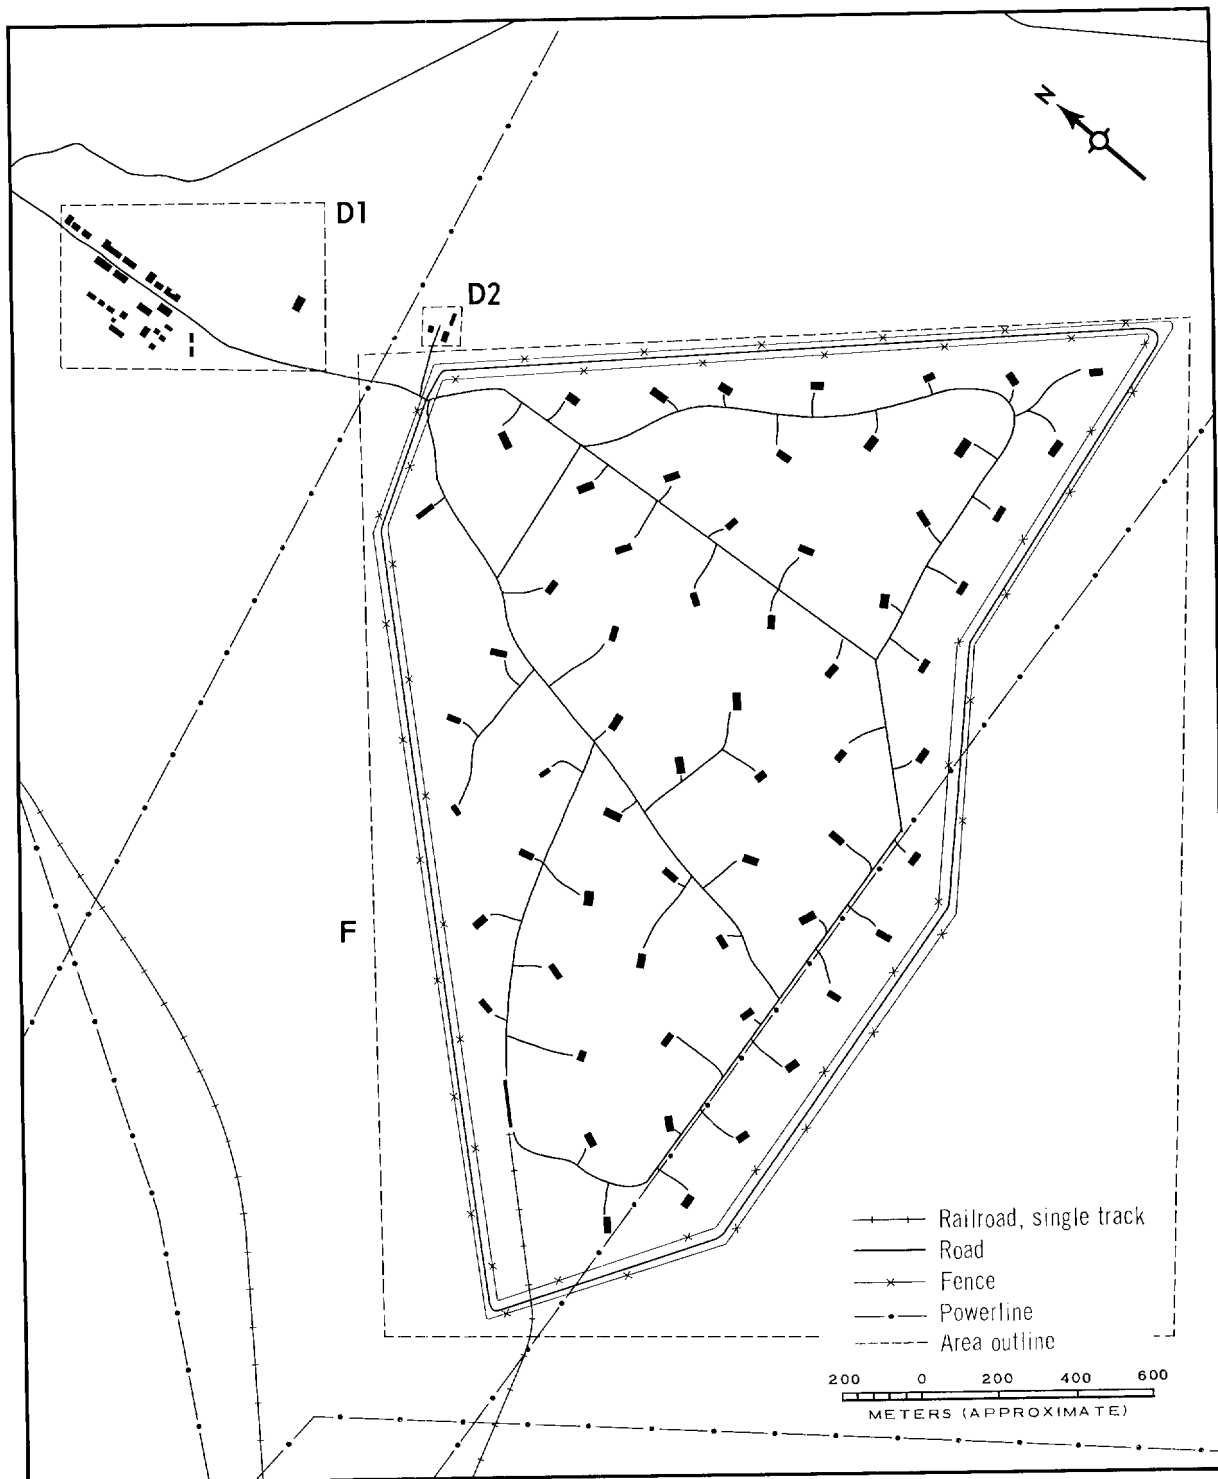 N
D1
D2
F
Railroad, single track
Road
Fence
Powerline
Area outline
200 0 200 400 600
METERS (APPROXIMATE)